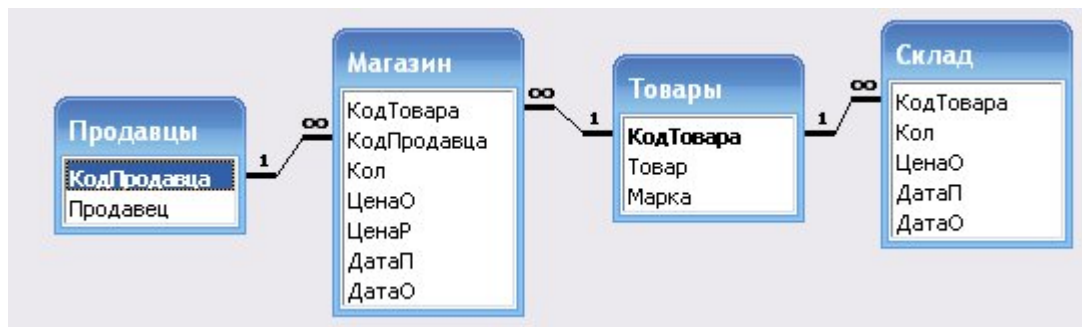 Продавцы
КодПродавца
Продавец
1
∞
Магазин
КодТовара
КодПродавца
Кол
ЦенаО
ЦенаР
ДатаП
ДатаО
∞
1
Товары
КодТовара
Товар
Марка
1
∞
Склад
КодТовара
Кол
ЦенаО
ДатаП
ДатаО